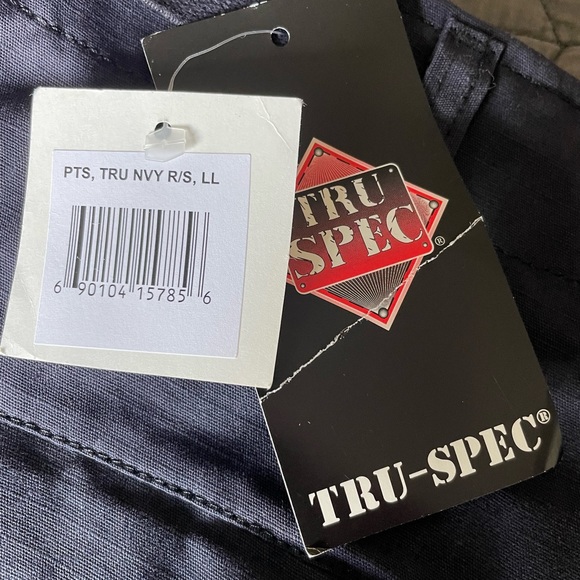 PTS, TRU NVY R/S, LL
6 90104 15785 6
TRU
SPEC®
TRU-SPEC®